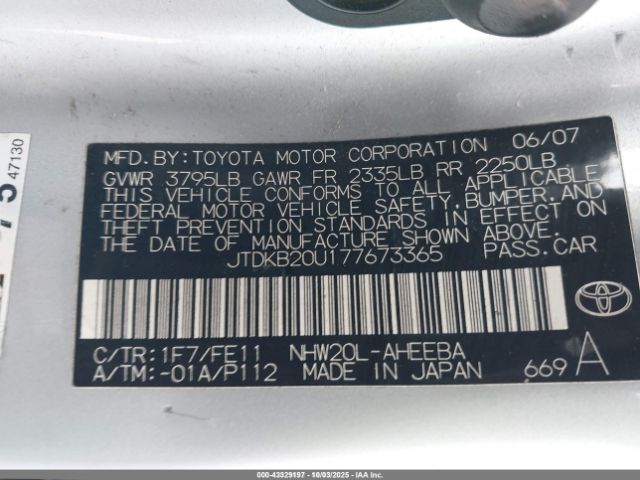 MFD. BY: TOYOTA MOTOR CORPORATION 06/07
GVWR 3795LB GAWR FR 2335LB RR 2250LB
THIS VEHICLE CONFORMS TO ALL APPLICABLE
FEDERAL MOTOR VEHICLE SAFETY, BUMPER, AND
THEFT PREVENTION STANDARDS IN EFFECT ON
THE DATE OF MANUFACTURE SHOWN ABOVE.
JTDKB20U177673365 PASS. CAR
C/TR: 1F7/FE11 NHW20L-AHEEBA
A/TM: -01A/P112 MADE IN JAPAN 669 A
47130
000-43329197 - 10/03/2025 - IAAI.com